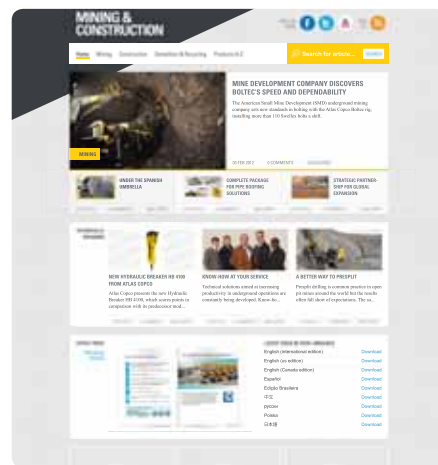 MINING &
CONSTRUCTION
Home Mining Construction Demolition & Recycling Products A-Z
Search for article...
MINE DEVELOPMENT COMPANY DISCOVERS
BOLTEC'S SPEED AND DEPENDABILITY
The American Small Mine Development (SMD) underground mining
company sets new standards in bolting with the Atlas Copco Boltec rig,
installing more than 110 Swellex bolts a shift.
MINING
10 FEB 2012 0 COMMENTS
UNDER THE SPANISH
UMBRELLA
COMPLETE PACKAGE
FOR PIPE ROOFING
SOLUTIONS
STRATEGIC PARTNER-
SHIP FOR GLOBAL
EXPANSION
NEW HYDRAULIC BREAKER HB 4100
FROM ATLAS COPCO
Atlas Copco presents the new Hydraulic
Breaker HB 4100, which scores points in
comparison with its predecessor mod...
KNOW-HOW AT YOUR SERVICE
Technical solutions aimed at increasing
productivity in underground operations are
constantly being developed. Know-ho...
A BETTER WAY TO PRESPLIT
Presplit drilling is common practice in open
pit mines around the world but the results
often fall short of expectations. The su...
English (international edition) Download
English (us edition) Download
English (Canada edition) Download
Español Download
Edição Brasileira Download
中文 Download
русски Download
Polska Download
日本語 Download